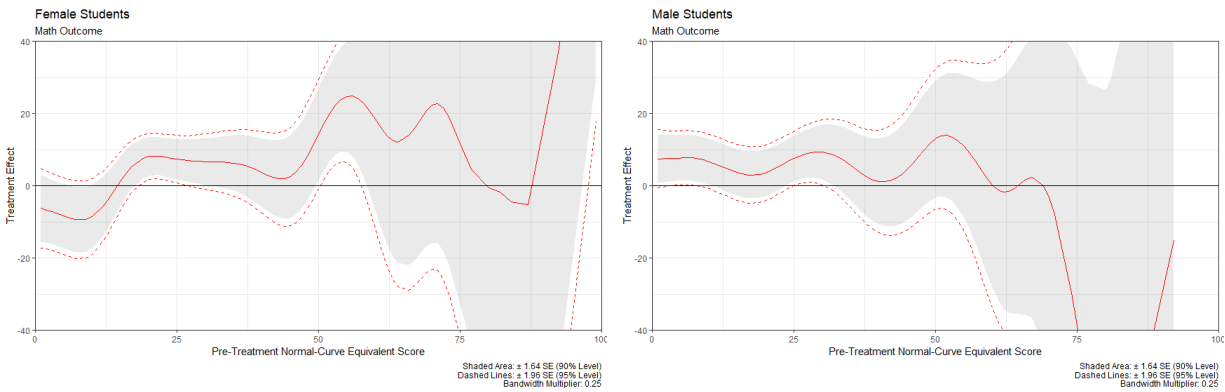 Female Students
Math Outcome
40
20
0
-20
-40
Treatment Effect
0
25
50
75
100
Pre-Treatment Normal-Curve Equivalent Score
Shaded Area: ± 1.64 SE (90% Level)
Dashed Lines: ± 1.96 SE (95% Level)
Bandwidth Multiplier: 0.25
Male Students
Math Outcome
40
20
0
-20
-40
Treatment Effect
0
25
50
75
100
Pre-Treatment Normal-Curve Equivalent Score
Shaded Area: ± 1.64 SE (90% Level)
Dashed Lines: ± 1.96 SE (95% Level)
Bandwidth Multiplier: 0.25